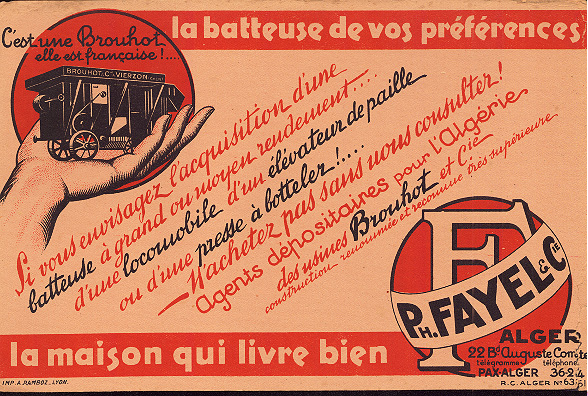 la batteuse de vos préférences
C'est une Brouhot
elle est française!....
BROUHOT, Cie VIERZON
Si vous envisagez l'acquisition d'une
batteuse à grand ou moyen rendement....
d'une locomobile d'un élévateur de paille
ou d'une presse à botteler!.....
—N'achetez pas sans nous consulter!
Agents dépositaires pour l'Algérie
des usines Brouhot et Cie
construction renommée et reconnue très supérieure
F
PH. FAYEL & CIE
ALGER
22 Bd Auguste Comte
télégramme téléphone
PAX-ALGER 36-24
la maison qui livre bien
IMP. A. RAMBOZ, LYON.
R.C. ALGER No 63